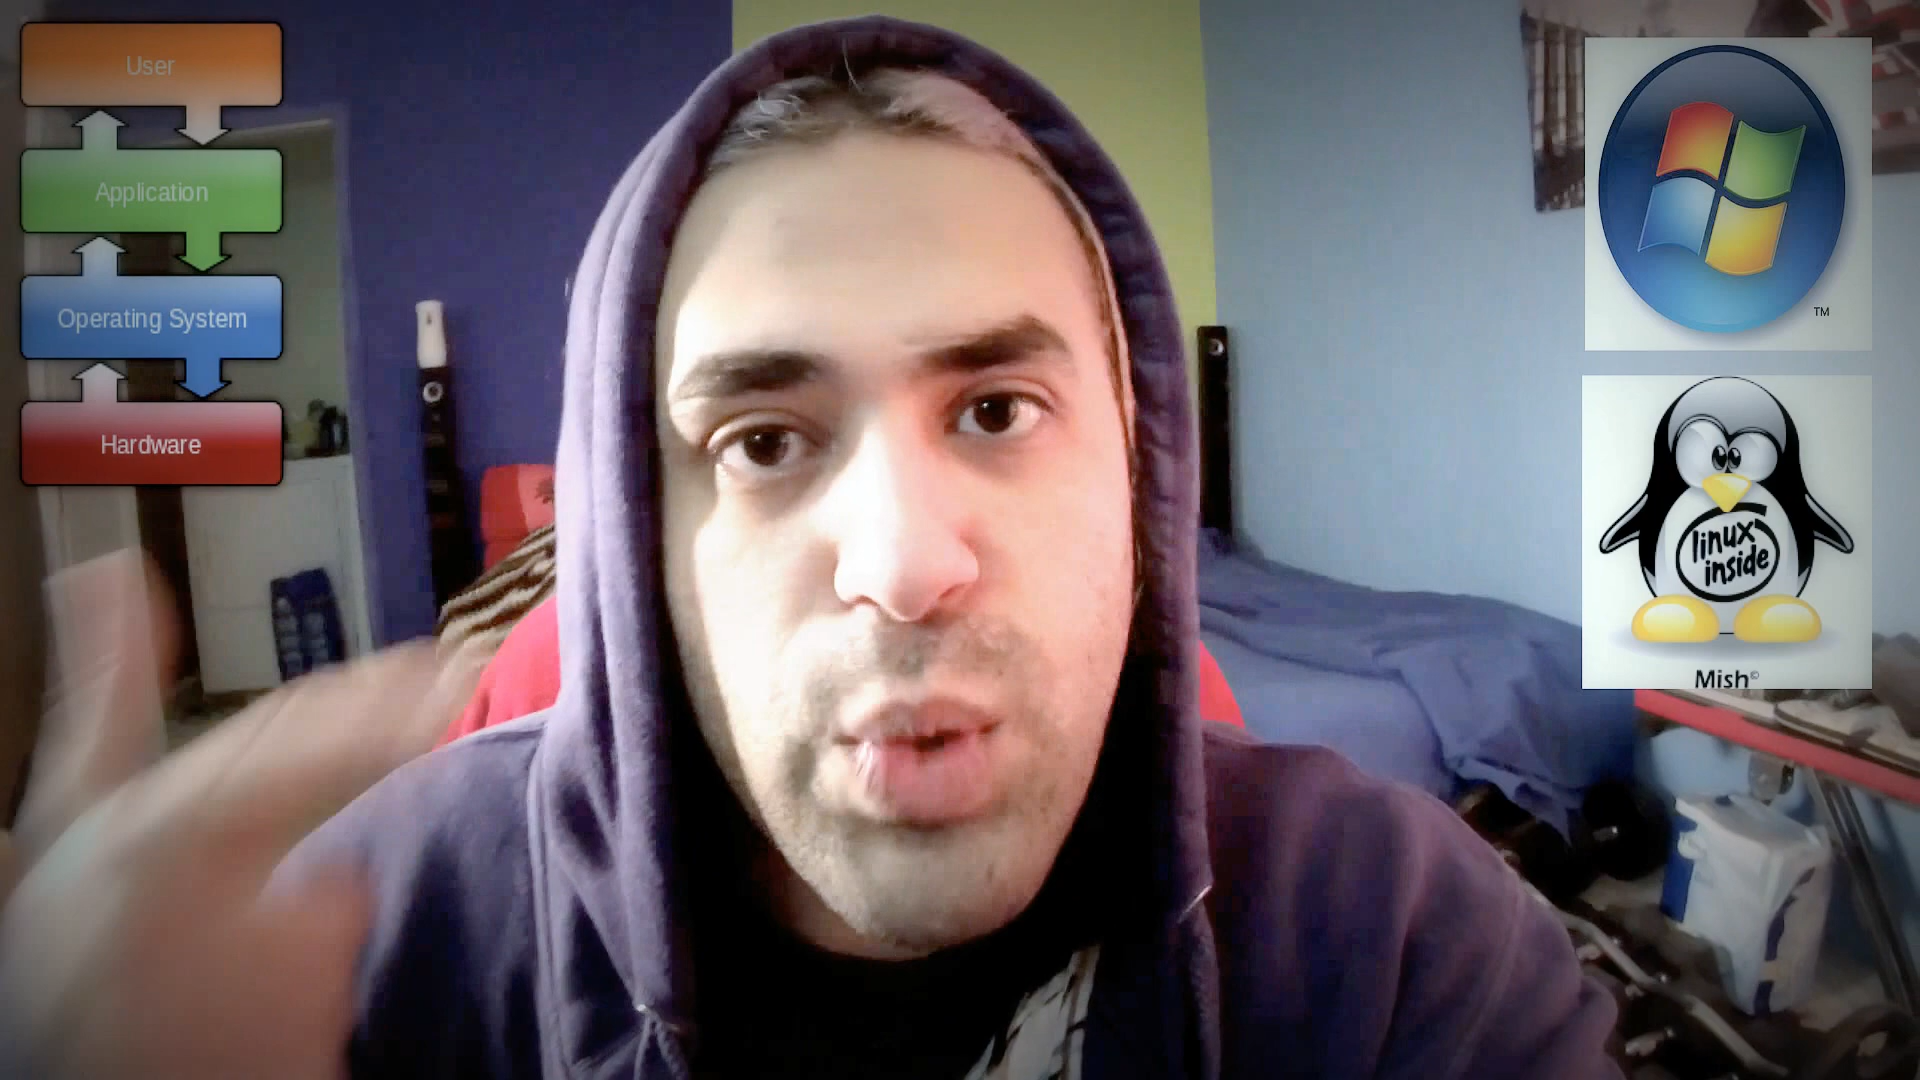 User
Application
Operating System
Hardware
TM
linux
inside
Mish©